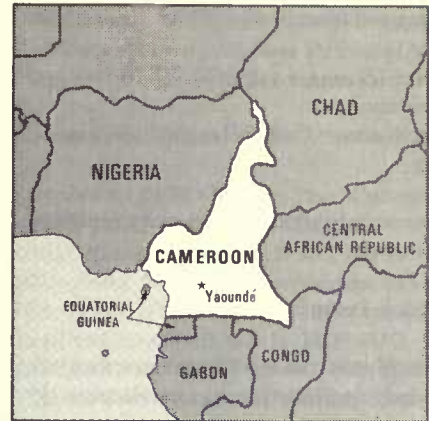 CHAD
NIGERIA
CENTRAL
AFRICAN REPUBLIC
CAMEROON
Yaoundé
EQUATORIAL
GUINEA
CONGO
GABON